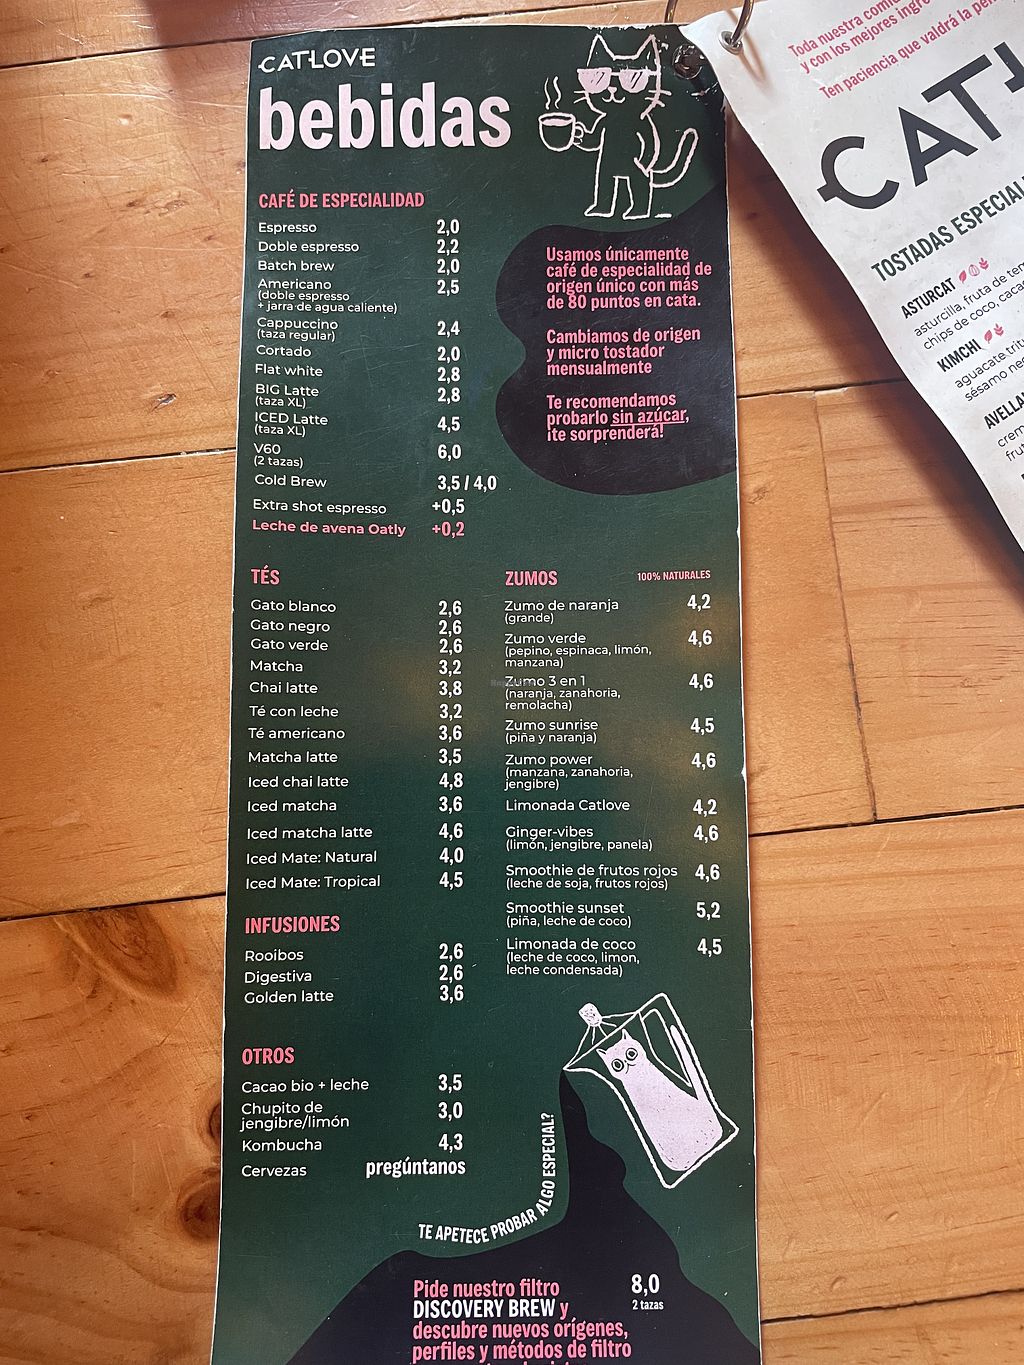 CATLOVE
bebidas
CAFÉ DE ESPECIALIDAD
Espresso 2,0
Doble espresso 2,2
Batch brew 2,0
Americano 2,5
(doble espresso
+ jarra de agua caliente)
Cappuccino 2,4
(taza regular)
Cortado 2,0
Flat white 2,8
BIG Latte 2,8
(taza XL)
ICED Latte 4,5
(taza XL)
V60 6,0
(2 tazas)
Cold Brew 3,5 / 4,0
Extra shot espresso +0,5
Leche de avena Oatly +0,2
Usamos únicamente
café de especialidad de
origen único con más
de 80 puntos en cata.
Cambiamos de origen
y micro tostador
mensualmente
Te recomendamos
probarlo sin azúcar,
¡te sorprenderá!
TÉS
Gato blanco 2,6
Gato negro 2,6
Gato verde 2,6
Matcha 3,2
Chai latte 3,8
Té con leche 3,2
Té americano 3,6
Matcha latte 3,5
Iced chai latte 4,8
Iced matcha 3,6
Iced matcha latte 4,6
Iced Mate: Natural 4,0
Iced Mate: Tropical 4,5
INFUSIONES
Rooibos 2,6
Digestiva 2,6
Golden latte 3,6
OTROS
Cacao bio + leche 3,5
Chupito de 3,0
jengibre/limón
Kombucha 4,3
Cervezas pregúntanos
ZUMOS 100% NATURALES
Zumo de naranja 4,2
(grande)
Zumo verde 4,6
(pepino, espinaca, limón,
manzana)
Zumo 3 en 1 4,6
(naranja, zanahoria,
remolacha)
Zumo sunrise 4,5
(piña y naranja)
Zumo power 4,6
(manzana, zanahoria,
jengibre)
Limonada Catlove 4,2
Ginger-vibes 4,6
(limón, jengibre, panela)
Smoothie de frutos rojos 4,6
(leche de soja, frutos rojos)
Smoothie sunset 5,2
(piña, leche de coco)
Limonada de coco 4,5
(leche de coco, limon,
leche condensada)
TE APETECE PROBAR ALGO ESPECIAL?
Pide nuestro filtro 8,0
DISCOVERY BREW y 2 tazas
descubre nuevos orígenes,
perfiles y métodos de filtro
Toda nuestra
y con los mejores
Ten paciencia que valdrá la
CAT
TOSTADAS
ASTURCAT
asturcilla, fruta de
chips de coco,
KIMCHI
aguacate
sésamo